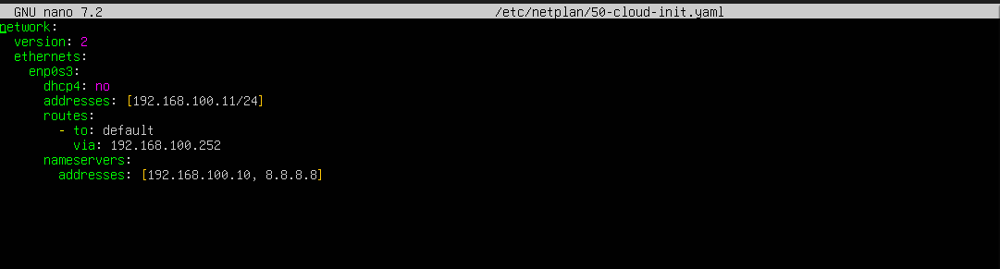 GNU nano 7.2 /etc/netplan/50-cloud-init.yaml
network:
  version: 2
  ethernets:
    enp0s3:
      dhcp4: no
      addresses: [192.168.100.11/24]
      routes:
        - to: default
          via: 192.168.100.252
      nameservers:
        addresses: [192.168.100.10, 8.8.8.8]